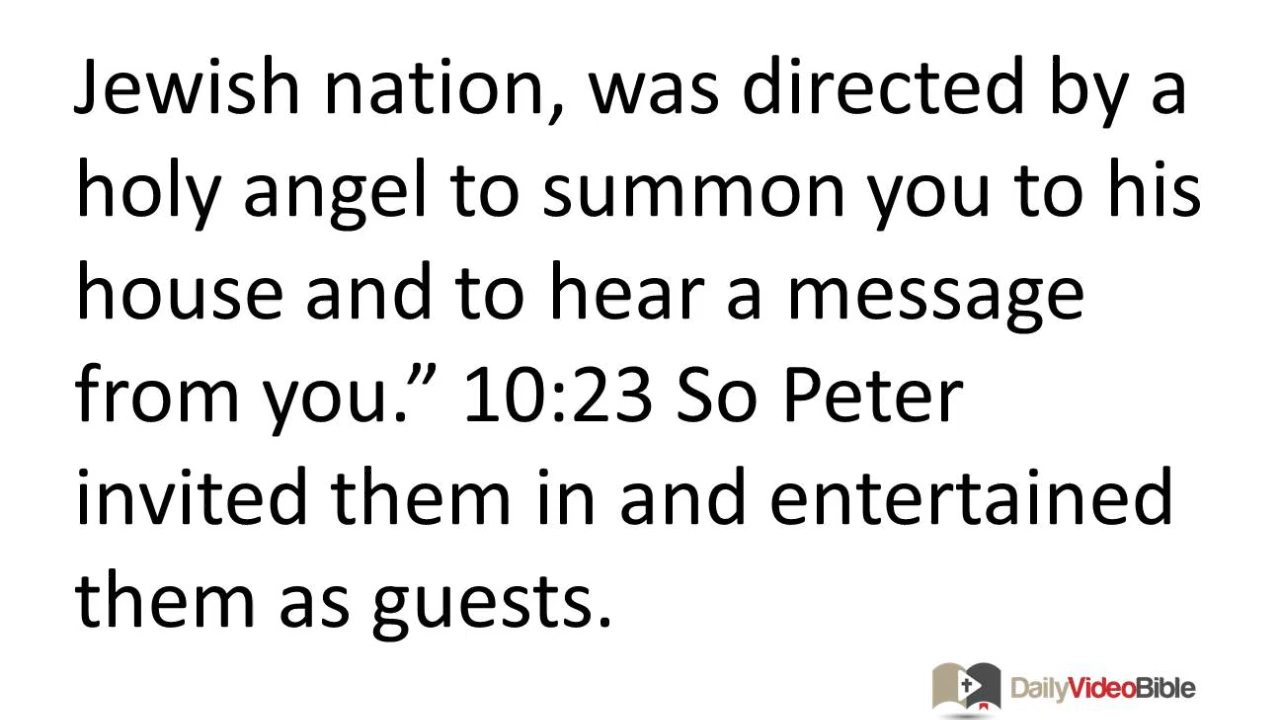 Jewish nation, was directed by a
holy angel to summon you to his
house and to hear a message
from you.” 10:23 So Peter
invited them in and entertained
them as guests.
DailyVideoBible